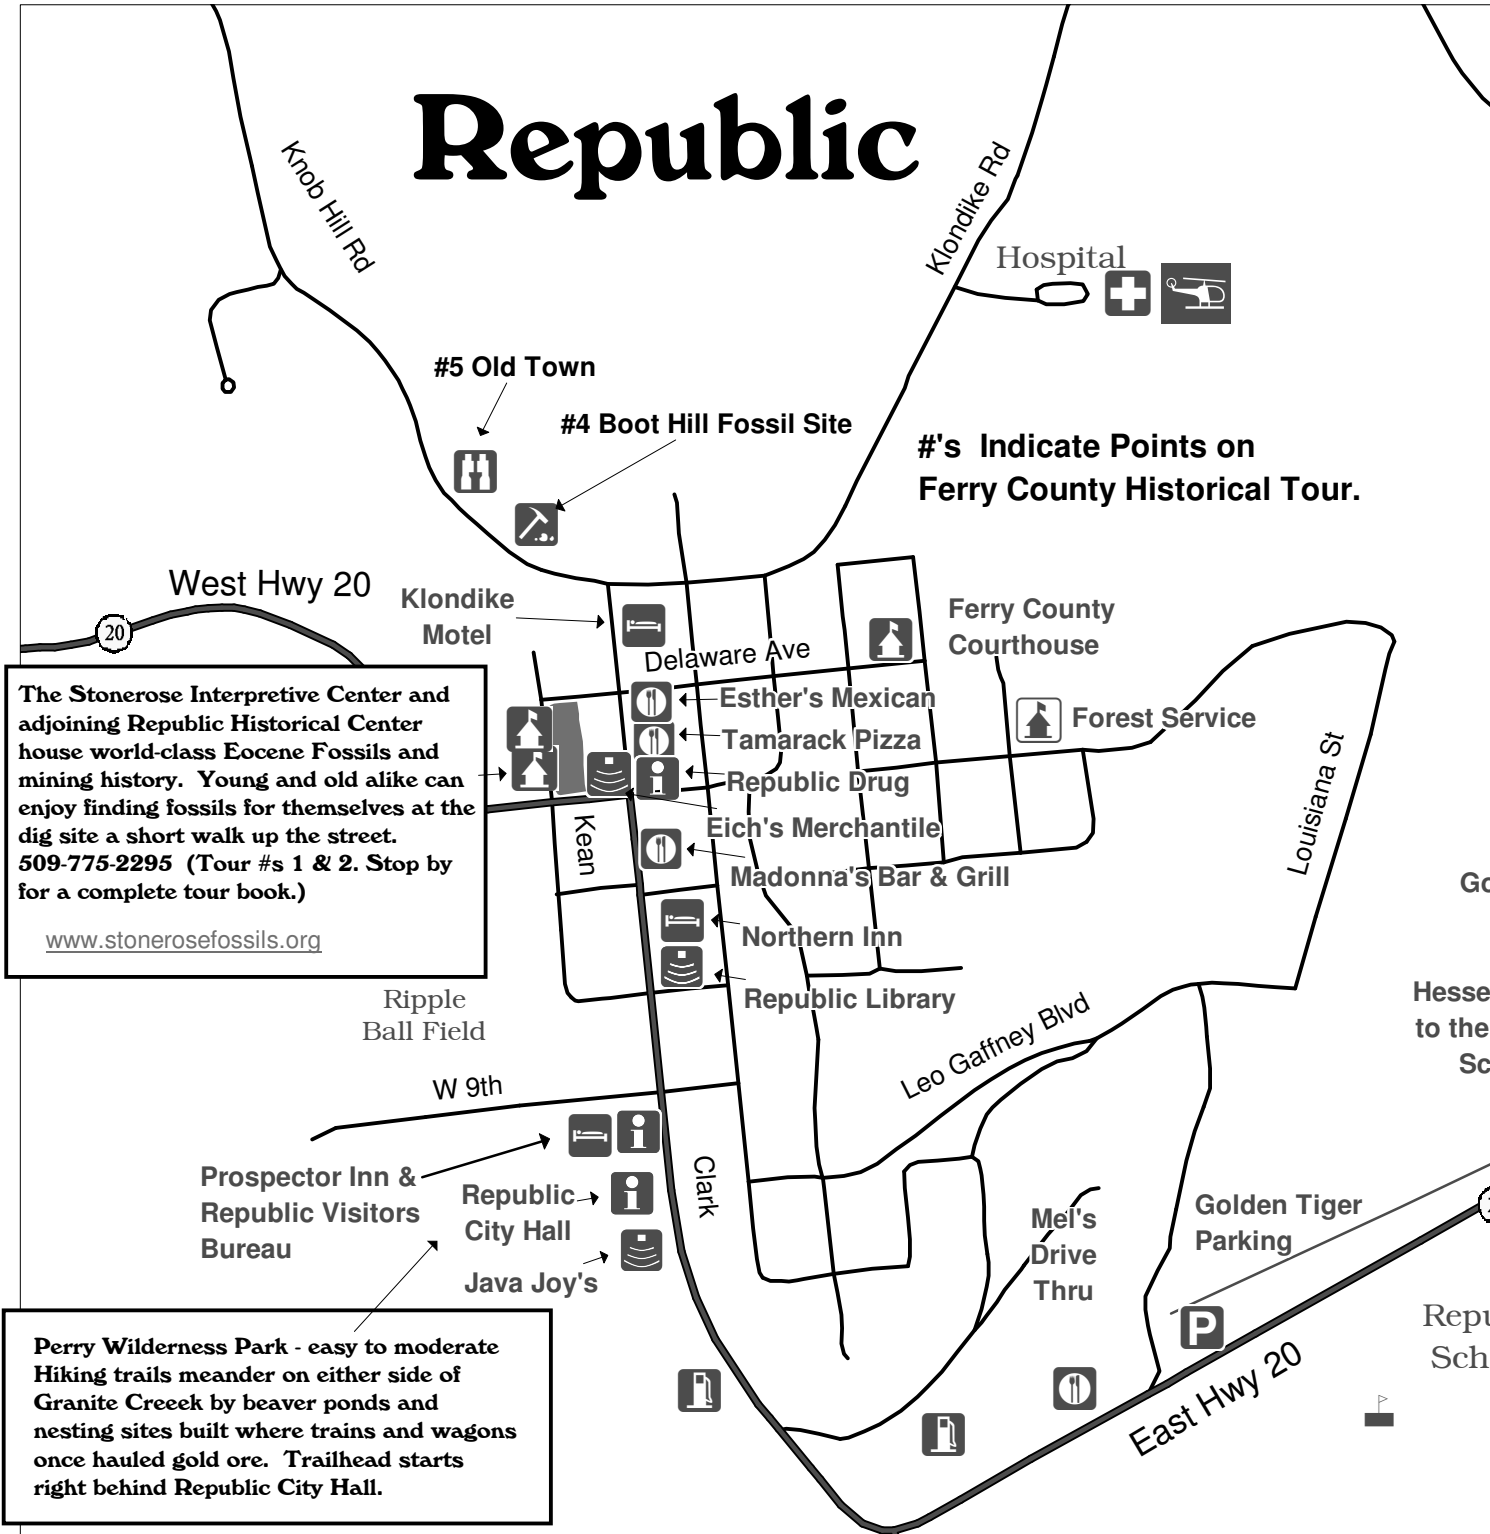 Republic
Knob Hill Rd
Klondike Rd
Hospital
#5 Old Town
#4 Boot Hill Fossil Site
#'s Indicate Points on
Ferry County Historical Tour.
West Hwy 20
20
Klondike
Motel
Delaware Ave
Ferry County
Courthouse
Esther's Mexican
Tamarack Pizza
Republic Drug
Eich's Merchantile
Madonna's Bar & Grill
Northern Inn
Republic Library
Forest Service
Louisiana St
Kean
The Stonerose Interpretive Center and
adjoining Republic Historical Center
house world-class Eocene Fossils and
mining history. Young and old alike can
enjoy finding fossils for themselves at the
dig site a short walk up the street.
509-775-2295 (Tour #s 1 & 2. Stop by
for a complete tour book.)
www.stonerosefossils.org
Go
Hesse
to the
Sc
Ripple
Ball Field
Leo Gaffney Blvd
W 9th
Clark
Prospector Inn &
Republic Visitors
Bureau
Republic
City Hall
Java Joy's
Mel's
Drive
Thru
Golden Tiger
Parking
P
Repu
Sch
East Hwy 20
Perry Wilderness Park - easy to moderate
Hiking trails meander on either side of
Granite Creeek by beaver ponds and
nesting sites built where trains and wagons
once hauled gold ore. Trailhead starts
right behind Republic City Hall.